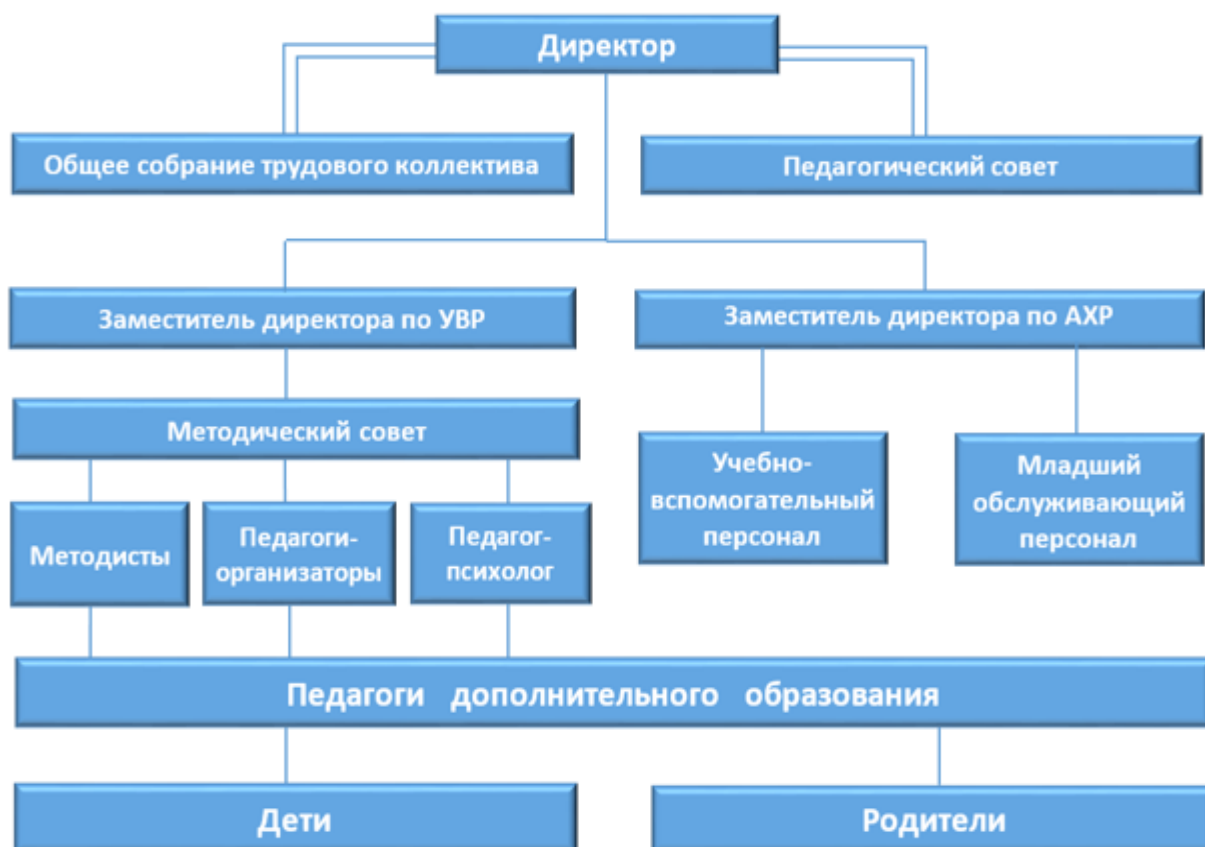 Директор
Общее собрание трудового коллектива
Педагогический совет
Заместитель директора по УВР
Заместитель директора по АХР
Методический совет
Учебно-
вспомогательный
персонал
Младший
обслуживающий
персонал
Методисты
Педагоги-
организаторы
Педагог-
психолог
Педагоги дополнительного образования
Дети
Родители